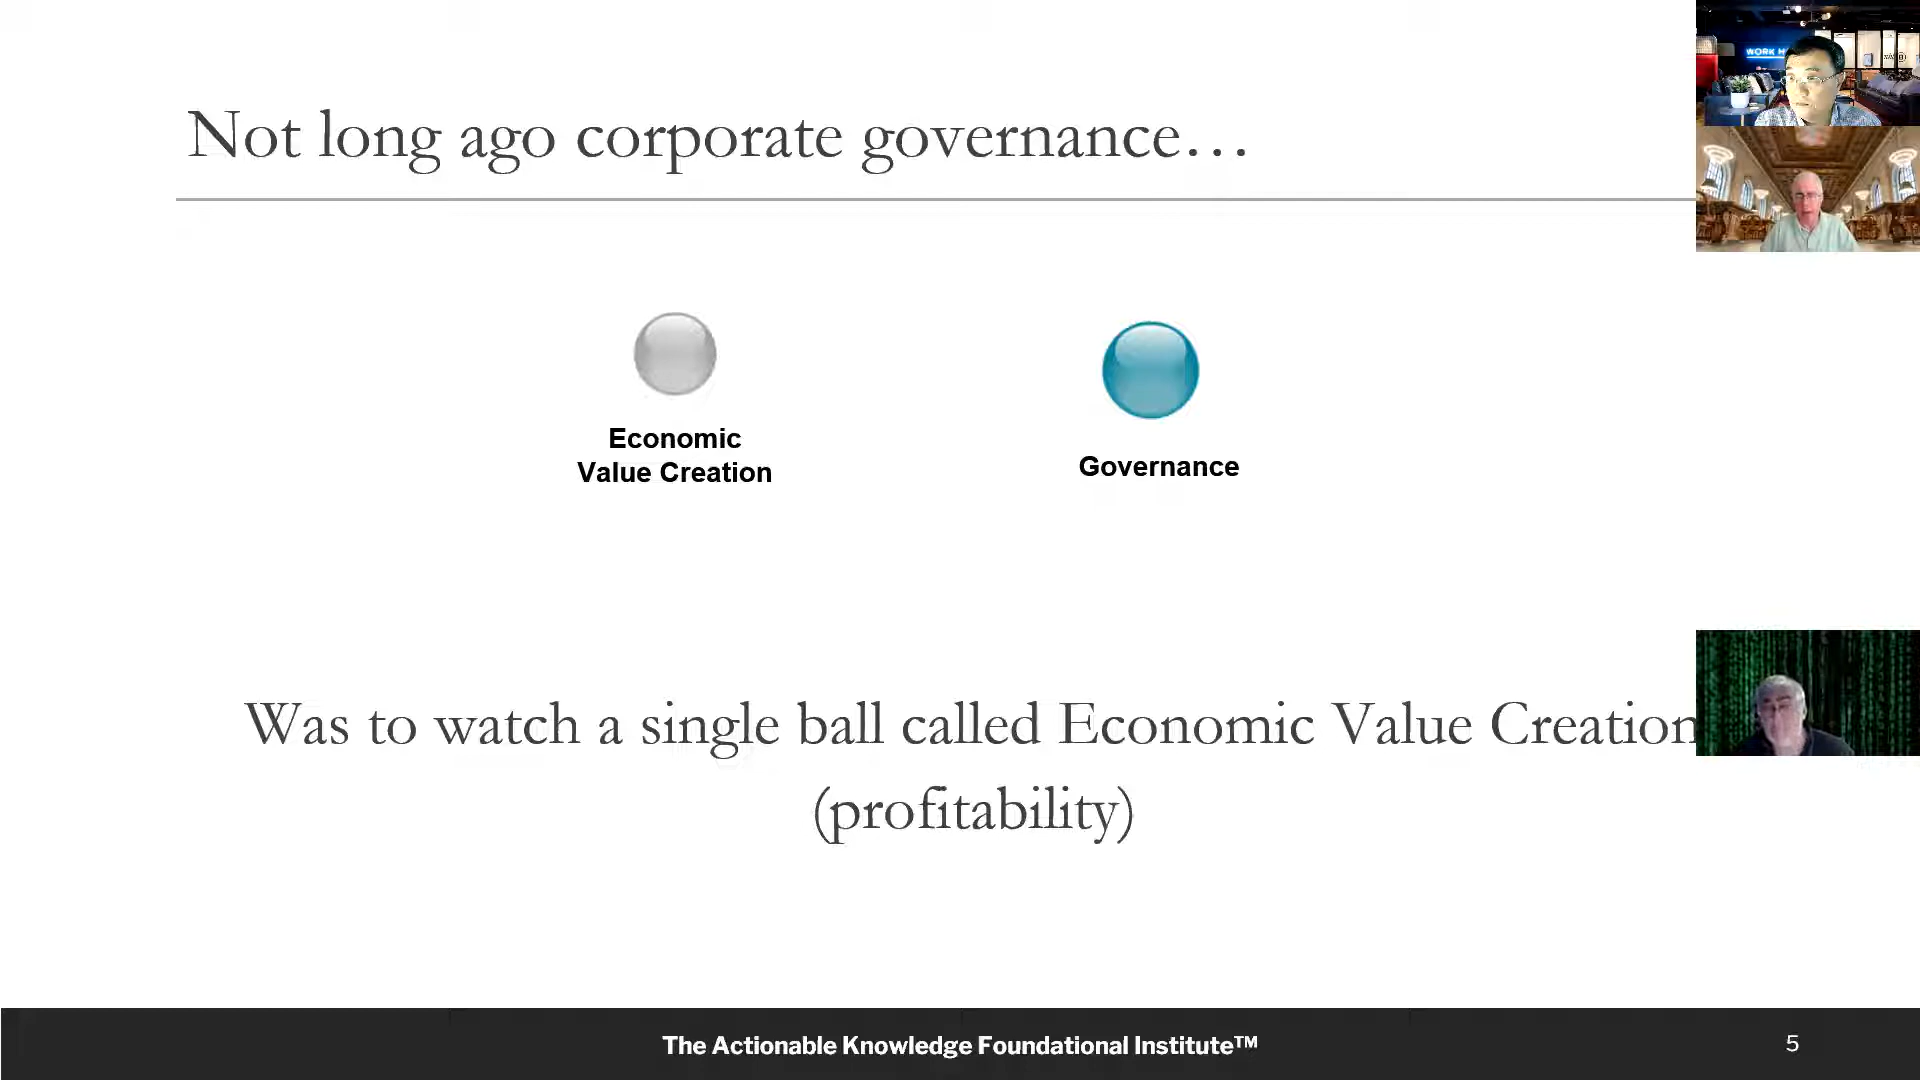 Not long ago corporate governance…
WORK H
Economic
Value Creation
Governance
Was to watch a single ball called Economic Value Creation
(profitability)
The Actionable Knowledge Foundational Institute™
5